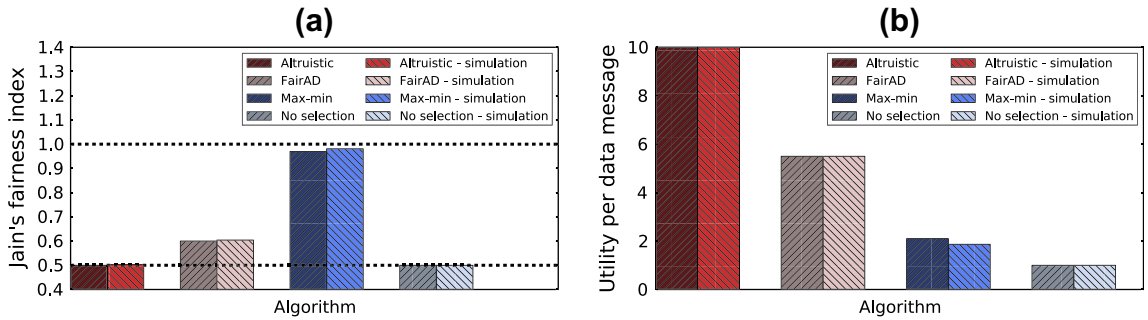 (a)
Jain's fairness index
1.4
1.3
1.2
1.1
1.0
0.9
0.8
0.7
0.6
0.5
0.4
Altruistic
Altruistic - simulation
FairAD
FairAD - simulation
Max-min
Max-min - simulation
No selection
No selection - simulation
Algorithm
(b)
Utility per data message
10
8
6
4
2
0
Altruistic
Altruistic - simulation
FairAD
FairAD - simulation
Max-min
Max-min - simulation
No selection
No selection - simulation
Algorithm